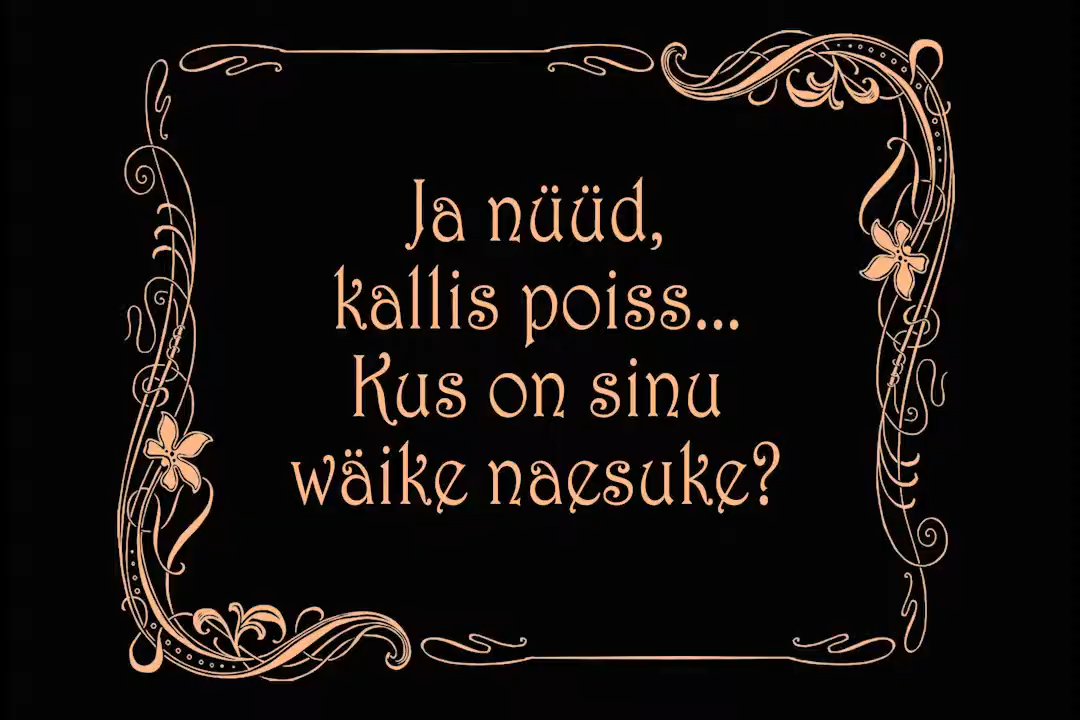 Ja nüüd,
kallis poiss...
Kus on sinu
wäike naesuke?